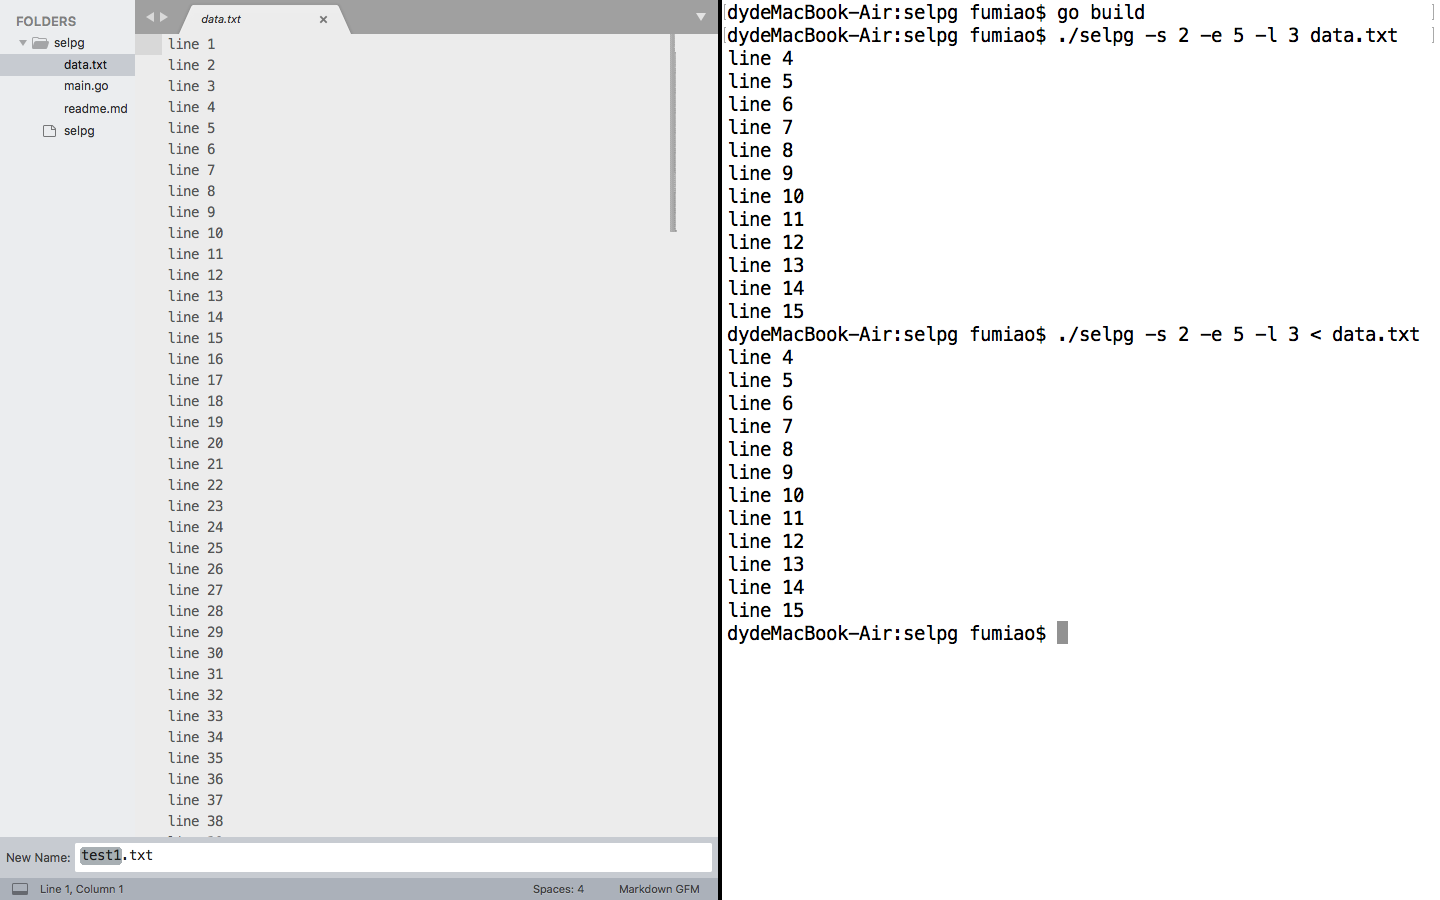 FOLDERS
selpg
data.txt
main.go
readme.md
selpg
data.txt
line 1
line 2
line 3
line 4
line 5
line 6
line 7
line 8
line 9
line 10
line 11
line 12
line 13
line 14
line 15
line 16
line 17
line 18
line 19
line 20
line 21
line 22
line 23
line 24
line 25
line 26
line 27
line 28
line 29
line 30
line 31
line 32
line 33
line 34
line 35
line 36
line 37
line 38
New Name: test1.txt
Line 1, Column 1
Spaces: 4
Markdown GFM
dydeMacBook-Air:selpg fumiao$ go build
dydeMacBook-Air:selpg fumiao$ ./selpg -s 2 -e 5 -l 3 data.txt
line 4
line 5
line 6
line 7
line 8
line 9
line 10
line 11
line 12
line 13
line 14
line 15
dydeMacBook-Air:selpg fumiao$ ./selpg -s 2 -e 5 -l 3 < data.txt
line 4
line 5
line 6
line 7
line 8
line 9
line 10
line 11
line 12
line 13
line 14
line 15
dydeMacBook-Air:selpg fumiao$